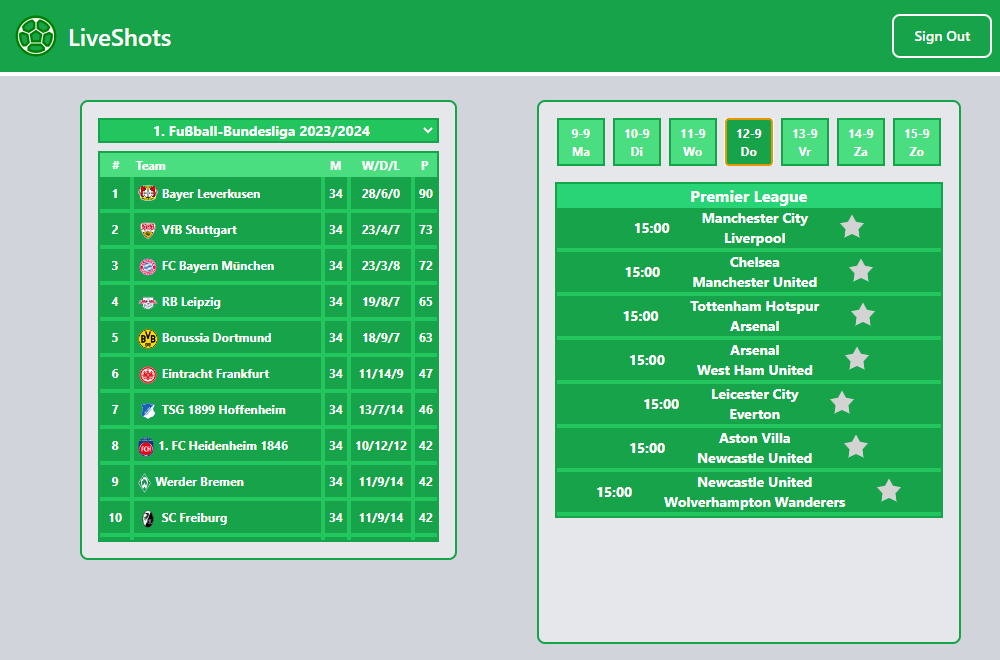 LiveShots
Sign Out
1. Fußball-Bundesliga 2023/2024
# Team M W/D/L P
1 Bayer Leverkusen 34 28/6/0 90
2 VfB Stuttgart 34 23/4/7 73
3 FC Bayern München 34 23/3/8 72
4 RB Leipzig 34 19/8/7 65
5 Borussia Dortmund 34 18/9/7 63
6 Eintracht Frankfurt 34 11/14/9 47
7 TSG 1899 Hoffenheim 34 13/7/14 46
8 1. FC Heidenheim 1846 34 10/12/12 42
9 Werder Bremen 34 11/9/14 42
10 SC Freiburg 34 11/9/14 42
9-9 10-9 11-9 12-9 13-9 14-9 15-9
Ma Di Wo Do Vr Za Zo
Premier League
15:00 Manchester City
Liverpool
15:00 Chelsea
Manchester United
15:00 Tottenham Hotspur
Arsenal
15:00 Arsenal
West Ham United
15:00 Leicester City
Everton
15:00 Aston Villa
Newcastle United
15:00 Newcastle United
Wolverhampton Wanderers